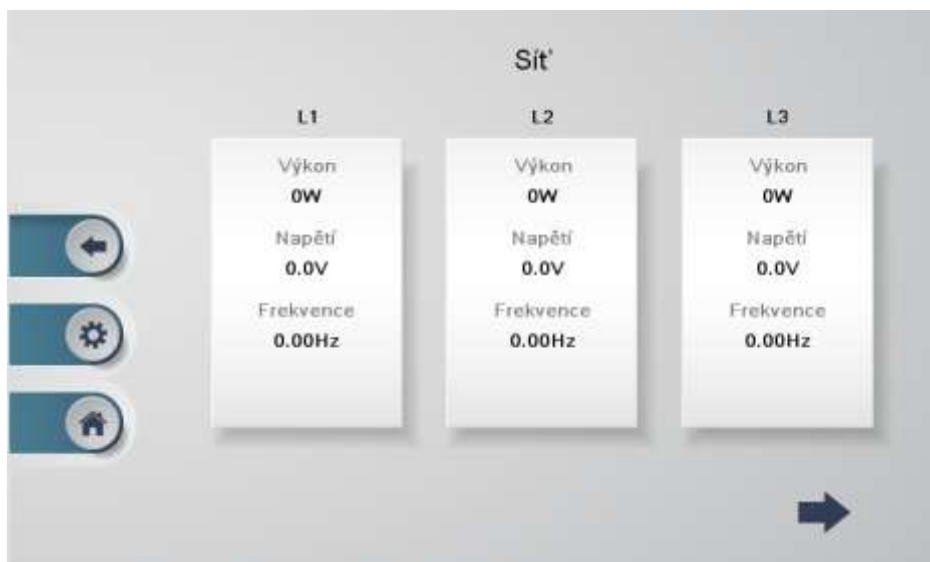 Síť
L1
L2
L3
Výkon
0W
Napětí
0.0V
Frekvence
0.00Hz
Výkon
0W
Napětí
0.0V
Frekvence
0.00Hz
Výkon
0W
Napětí
0.0V
Frekvence
0.00Hz